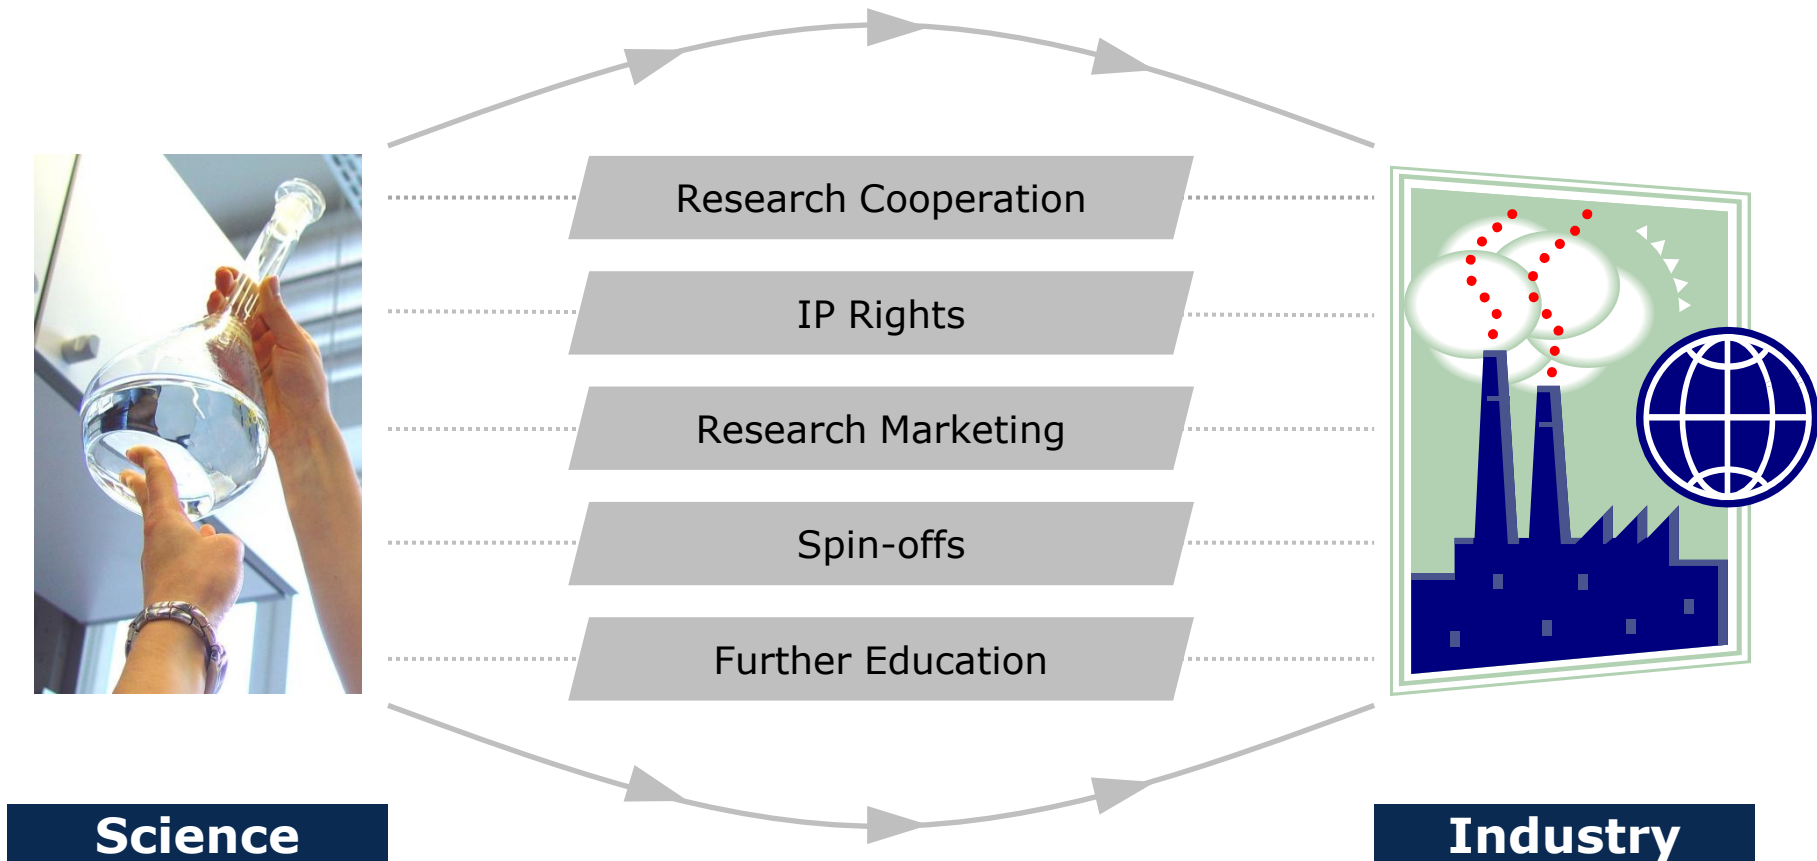 Research Cooperation
IP Rights
Research Marketing
Spin-offs
Further Education
Science
Industry